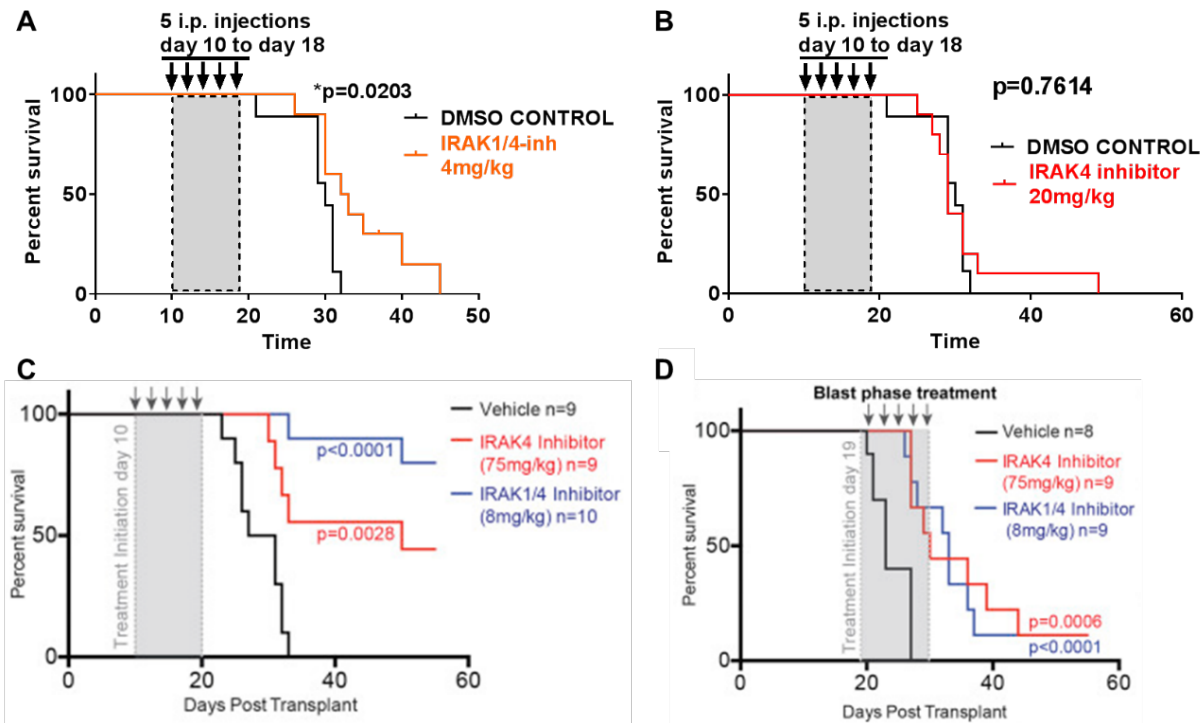 A
5 i.p. injections
day 10 to day 18
*p=0.0203
DMSO CONTROL
IRAK1/4-inh
4mg/kg
Percent survival
100
50
0
0 10 20 30 40 50
Time
B
5 i.p. injections
day 10 to day 18
p=0.7614
DMSO CONTROL
IRAK4 inhibitor
20mg/kg
Percent survival
100
50
0
0 20 40 60
Time
C
Treatment Initiation day 10
Vehicle n=9
IRAK4 Inhibitor
(75mg/kg) n=9
IRAK1/4 Inhibitor
(8mg/kg) n=10
p<0.0001
p=0.0028
Percent survival
100
50
0
0 20 40 60
Days Post Transplant
D
Blast phase treatment
Treatment Initiation day 19
Vehicle n=8
IRAK4 Inhibitor
(75mg/kg) n=9
IRAK1/4 Inhibitor
(8mg/kg) n=9
p=0.0006
p<0.0001
Percent survival
100
50
0
0 20 40 60
Days Post Transplant